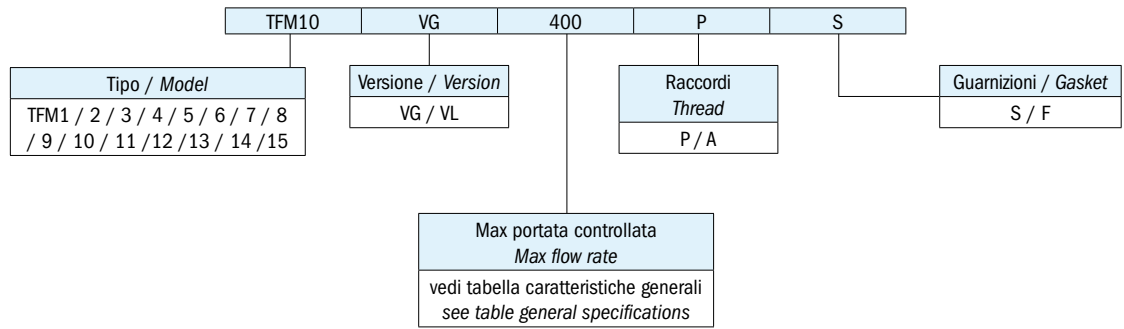 TFM10 VG 400 P S
Tipo / Model
TFM1 / 2 / 3 / 4 / 5 / 6 / 7 / 8
/ 9 / 10 / 11 /12 /13 / 14 /15
Versione / Version
VG / VL
Raccordi
Thread
P / A
Guarnizioni / Gasket
S / F
Max portata controllata
Max flow rate
vedi tabella caratteristiche generali
see table general specifications